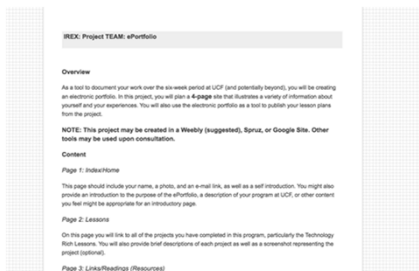 IREX: Project TEAM: ePortfolio
Overview
As a tool to document your work over the six-week period at UCF (and potentially beyond), you will be creating
an electronic portfolio. In this project, you will plan a 4-page site that illustrates a variety of information about
yourself and your experiences. You will also use the electronic portfolio as a tool to publish your lesson plans
from the project.
NOTE: This project may be created in a Weebly (suggested), Spruz, or Google Site. Other
tools may be used upon consultation.
Content
Page 1: Index/Home
This page should include your name, a photo, and an e-mail link, as well as a self introduction. You might also
provide an introduction to the purpose of the ePortfolio, a description of your program at UCF, or other content
you feel might be appropriate for an introductory page.
Page 2: Lessons
On this page you will link to all of the projects you have completed in this program, particularly the Technology
Rich Lessons. You will also provide brief descriptions of each project as well as a screenshot representing the
project (optional).
Page 3: Links/Readings (Resources)